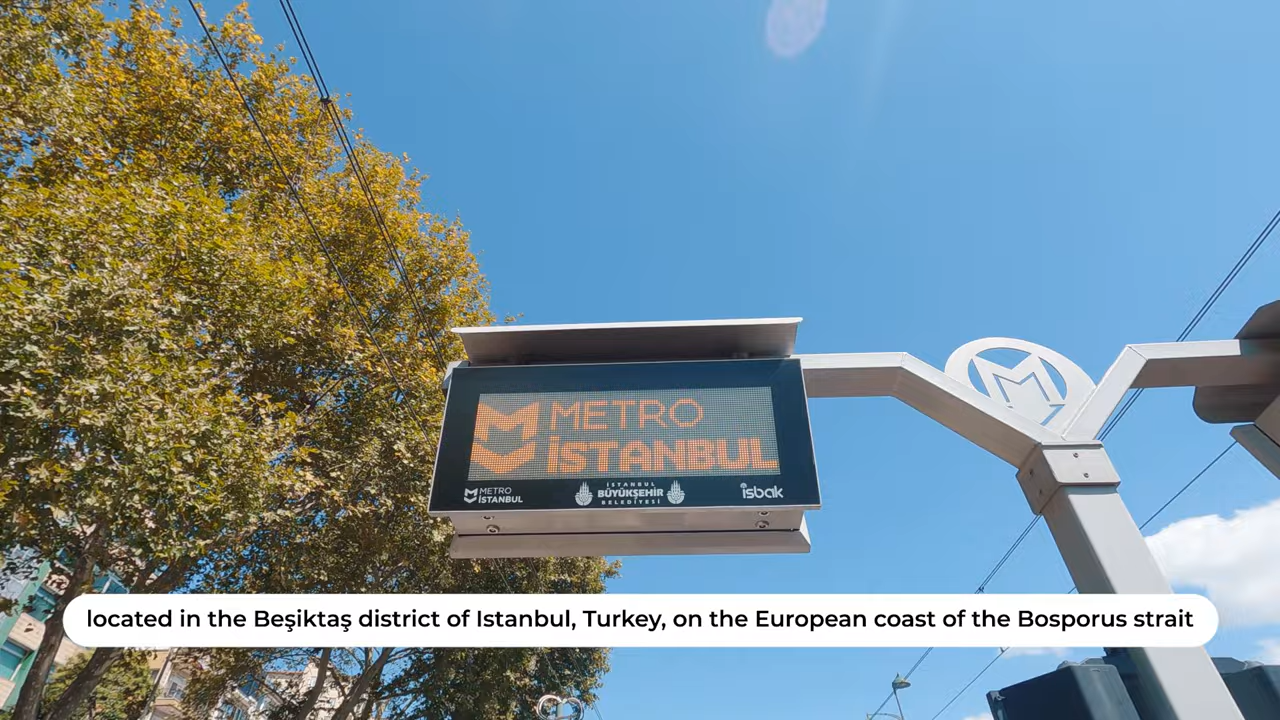 METRO
İSTANBUL
METRO
İSTANBUL
İSTANBUL
BÜYÜKŞEHİR
BELEDİYESİ
isbak
located in the Beşiktaş district of Istanbul, Turkey, on the European coast of the Bosporus strait